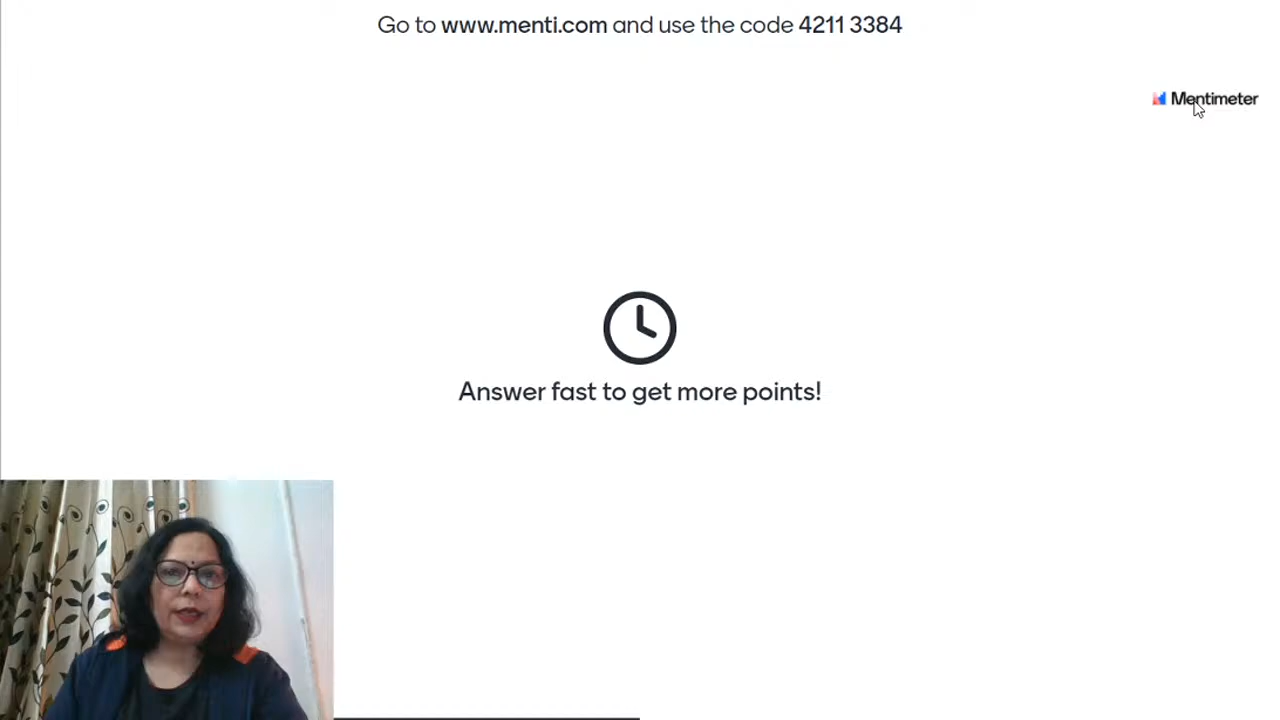 Go to www.menti.com and use the code 4211 3384
Mentimeter
Answer fast to get more points!